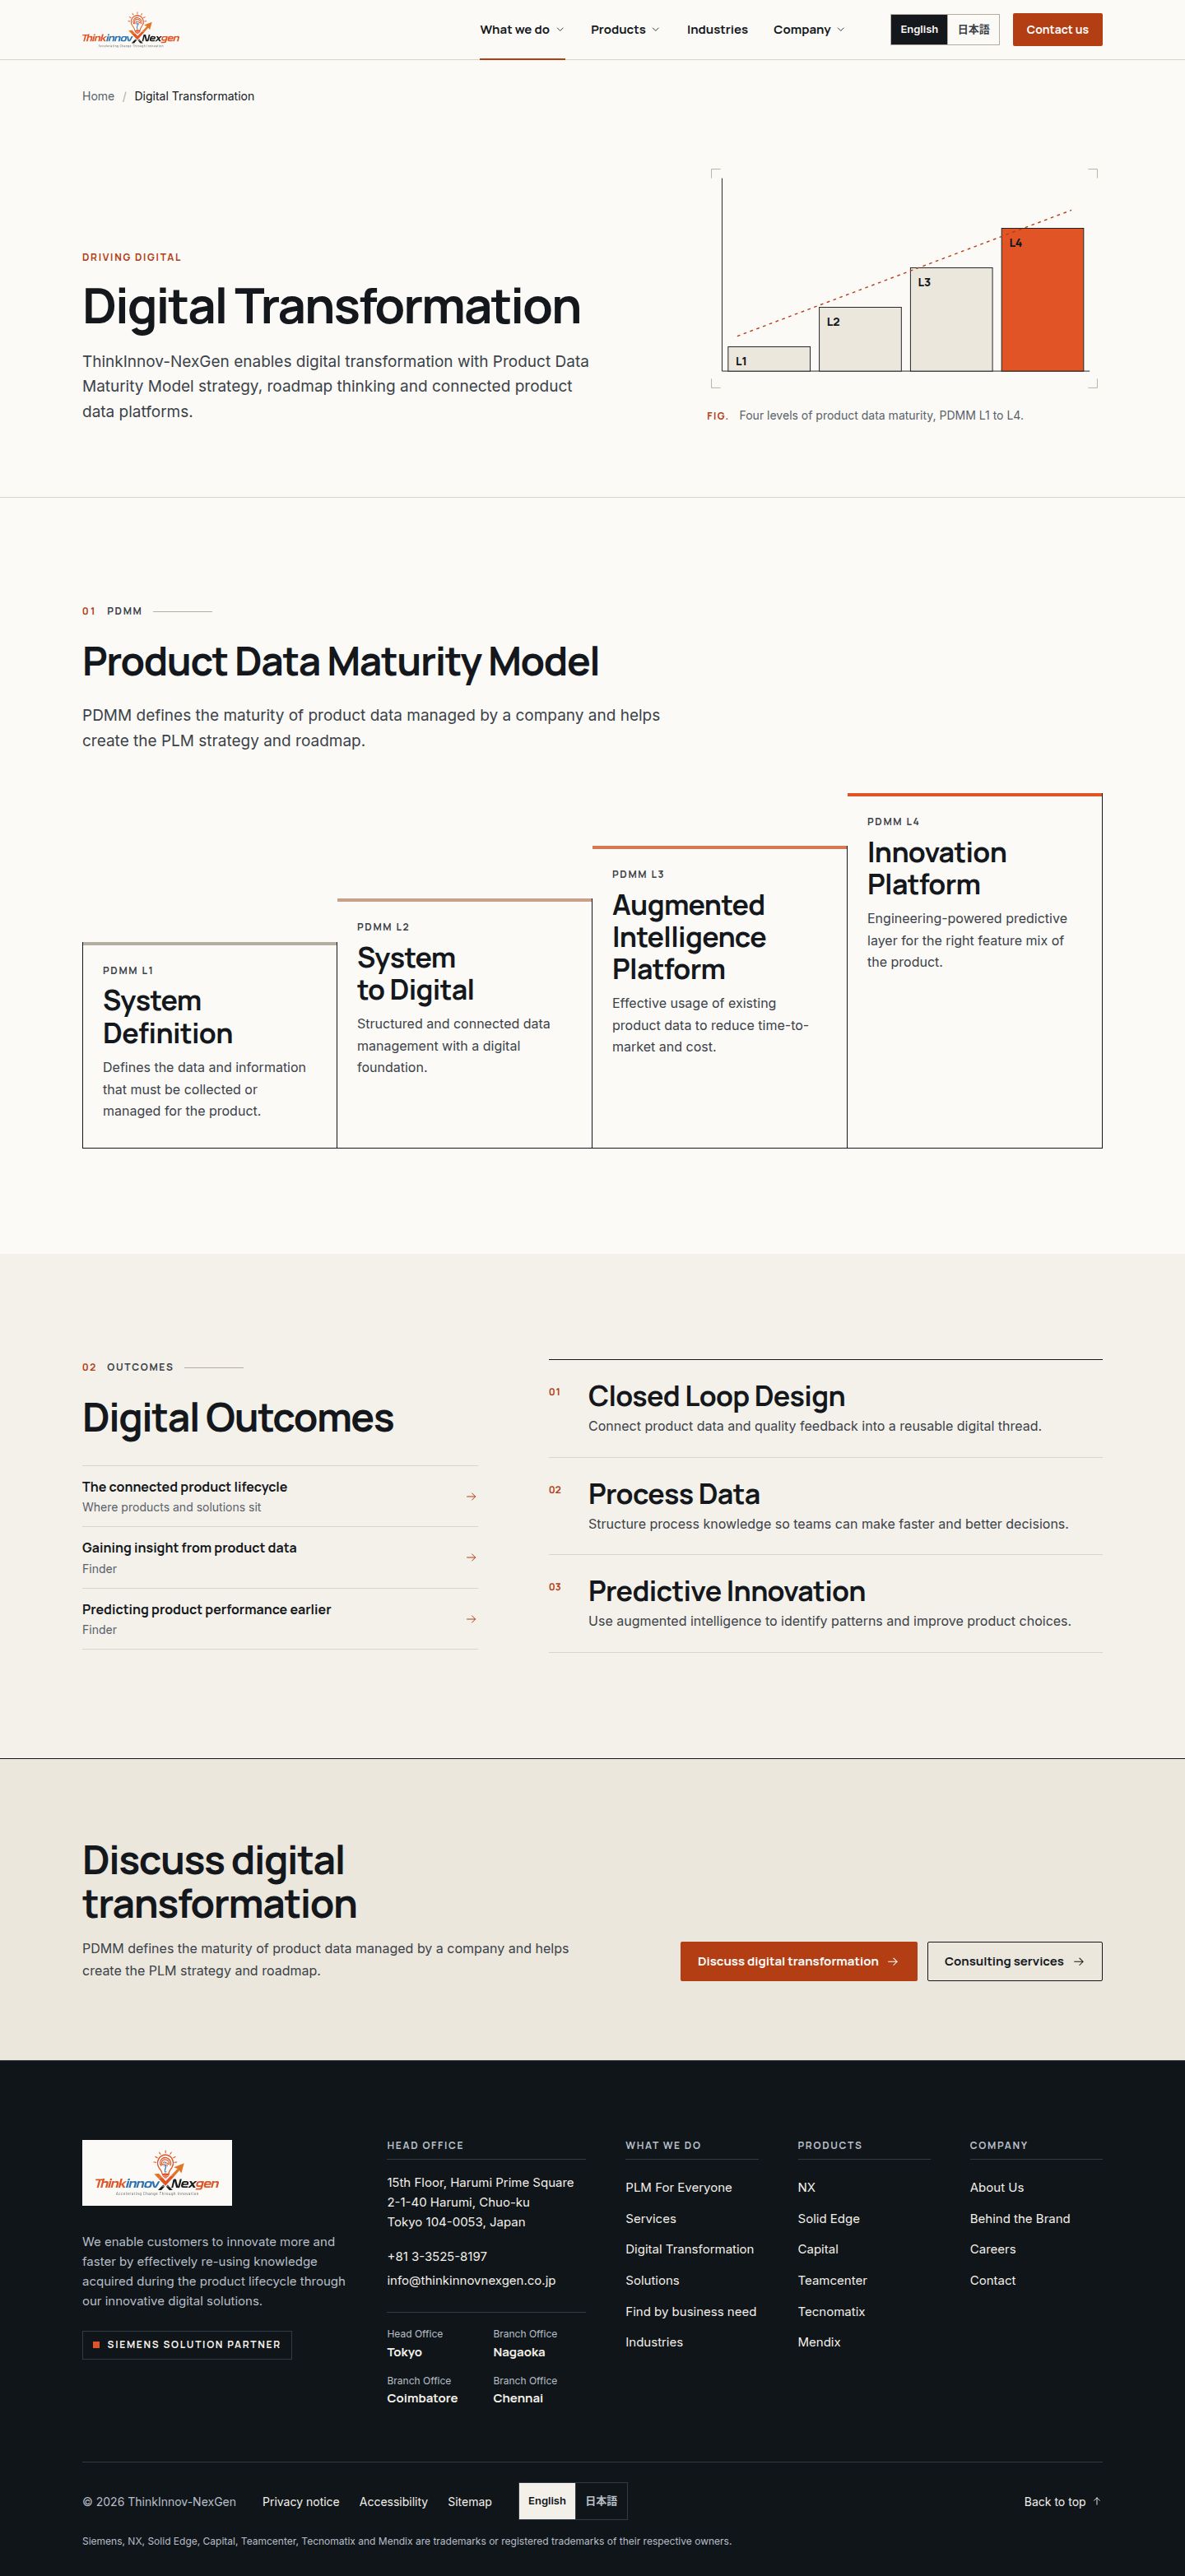 ThinkinnovXNexgen
Accelerating Change Through Innovation
What we do
Products
Industries
Company
English
日本語
Contact us
Home / Digital Transformation
DRIVING DIGITAL
Digital Transformation
ThinkInnov-NexGen enables digital transformation with Product Data
Maturity Model strategy, roadmap thinking and connected product
data platforms.
L1
L2
L3
L4
FIG. Four levels of product data maturity, PDMM L1 to L4.
01 PDMM
Product Data Maturity Model
PDMM defines the maturity of product data managed by a company and helps
create the PLM strategy and roadmap.
PDMM L1
System
Definition
Defines the data and information
that must be collected or
managed for the product.
PDMM L2
System
to Digital
Structured and connected data
management with a digital
foundation.
PDMM L3
Augmented
Intelligence
Platform
Effective usage of existing
product data to reduce time-to-
market and cost.
PDMM L4
Innovation
Platform
Engineering-powered predictive
layer for the right feature mix of
the product.
02 OUTCOMES
Digital Outcomes
The connected product lifecycle
Where products and solutions sit
→
Gaining insight from product data
Finder
→
Predicting product performance earlier
Finder
→
01 Closed Loop Design
Connect product data and quality feedback into a reusable digital thread.
02 Process Data
Structure process knowledge so teams can make faster and better decisions.
03 Predictive Innovation
Use augmented intelligence to identify patterns and improve product choices.
Discuss digital
transformation
PDMM defines the maturity of product data managed by a company and helps
create the PLM strategy and roadmap.
Discuss digital transformation →
Consulting services →
ThinkinnovXNexgen
Accelerating Change Through Innovation
We enable customers to innovate more and
faster by effectively re-using knowledge
acquired during the product lifecycle through
our innovative digital solutions.
SIEMENS SOLUTION PARTNER
HEAD OFFICE
15th Floor, Harumi Prime Square
2-1-40 Harumi, Chuo-ku
Tokyo 104-0053, Japan
+81 3-3525-8197
info@thinkinnovnexgen.co.jp
Head Office
Tokyo
Branch Office
Nagaoka
Branch Office
Coimbatore
Branch Office
Chennai
WHAT WE DO
PLM For Everyone
Services
Digital Transformation
Solutions
Find by business need
Industries
PRODUCTS
NX
Solid Edge
Capital
Teamcenter
Tecnomatix
Mendix
COMPANY
About Us
Behind the Brand
Careers
Contact
© 2026 ThinkInnov-NexGen
Privacy notice
Accessibility
Sitemap
English
日本語
Back to top ↑
Siemens, NX, Solid Edge, Capital, Teamcenter, Tecnomatix and Mendix are trademarks or registered trademarks of their respective owners.